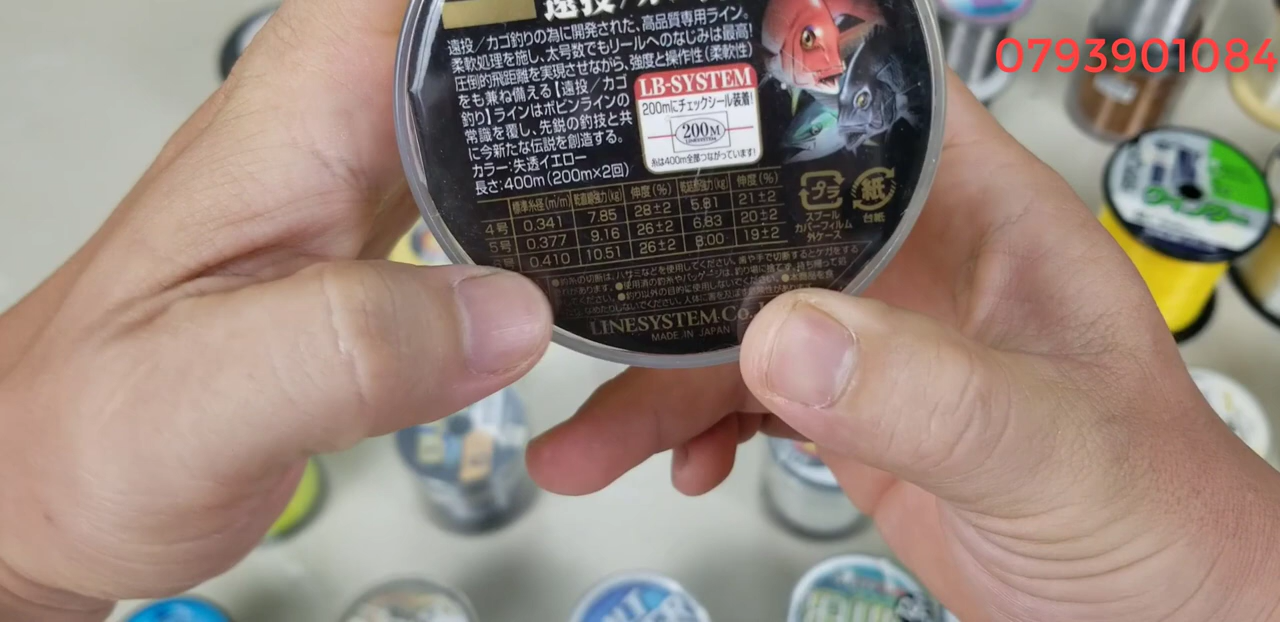 0793901084
遠投/カ
遠投/カゴ釣りの為に開発された、高品質専用ライン。
柔軟処理を施し、太号数でもリールへのなじみは最高!
圧倒的飛距離を実現させながら、強度と操作性(柔軟性)
をも兼ね備える【遠投/カゴ
釣り】ラインはボビンラインの
常識を覆し、先鋭の釣技と共
に今新たな伝説を創造する。
カラー:失透イエロー
長さ:400m(200m×2回)
LB-SYSTEM
200mにチェックシール装着!
200M
糸は400m全部つながっています!
標準糸径(m/m) 乾直線強力(kg) 伸度(%) 乾結節強力(kg) 伸度(%)
4号 0.341 7.85 28±2 5.81 21±2
5号 0.377 9.16 26±2 6.83 20±2
0.410 10.51 26±2 8.00 19±2
プラ
スプール
カバーフィルム
外ケース
紙
台紙
LINESYSTEM Co.
MADE IN JAPAN